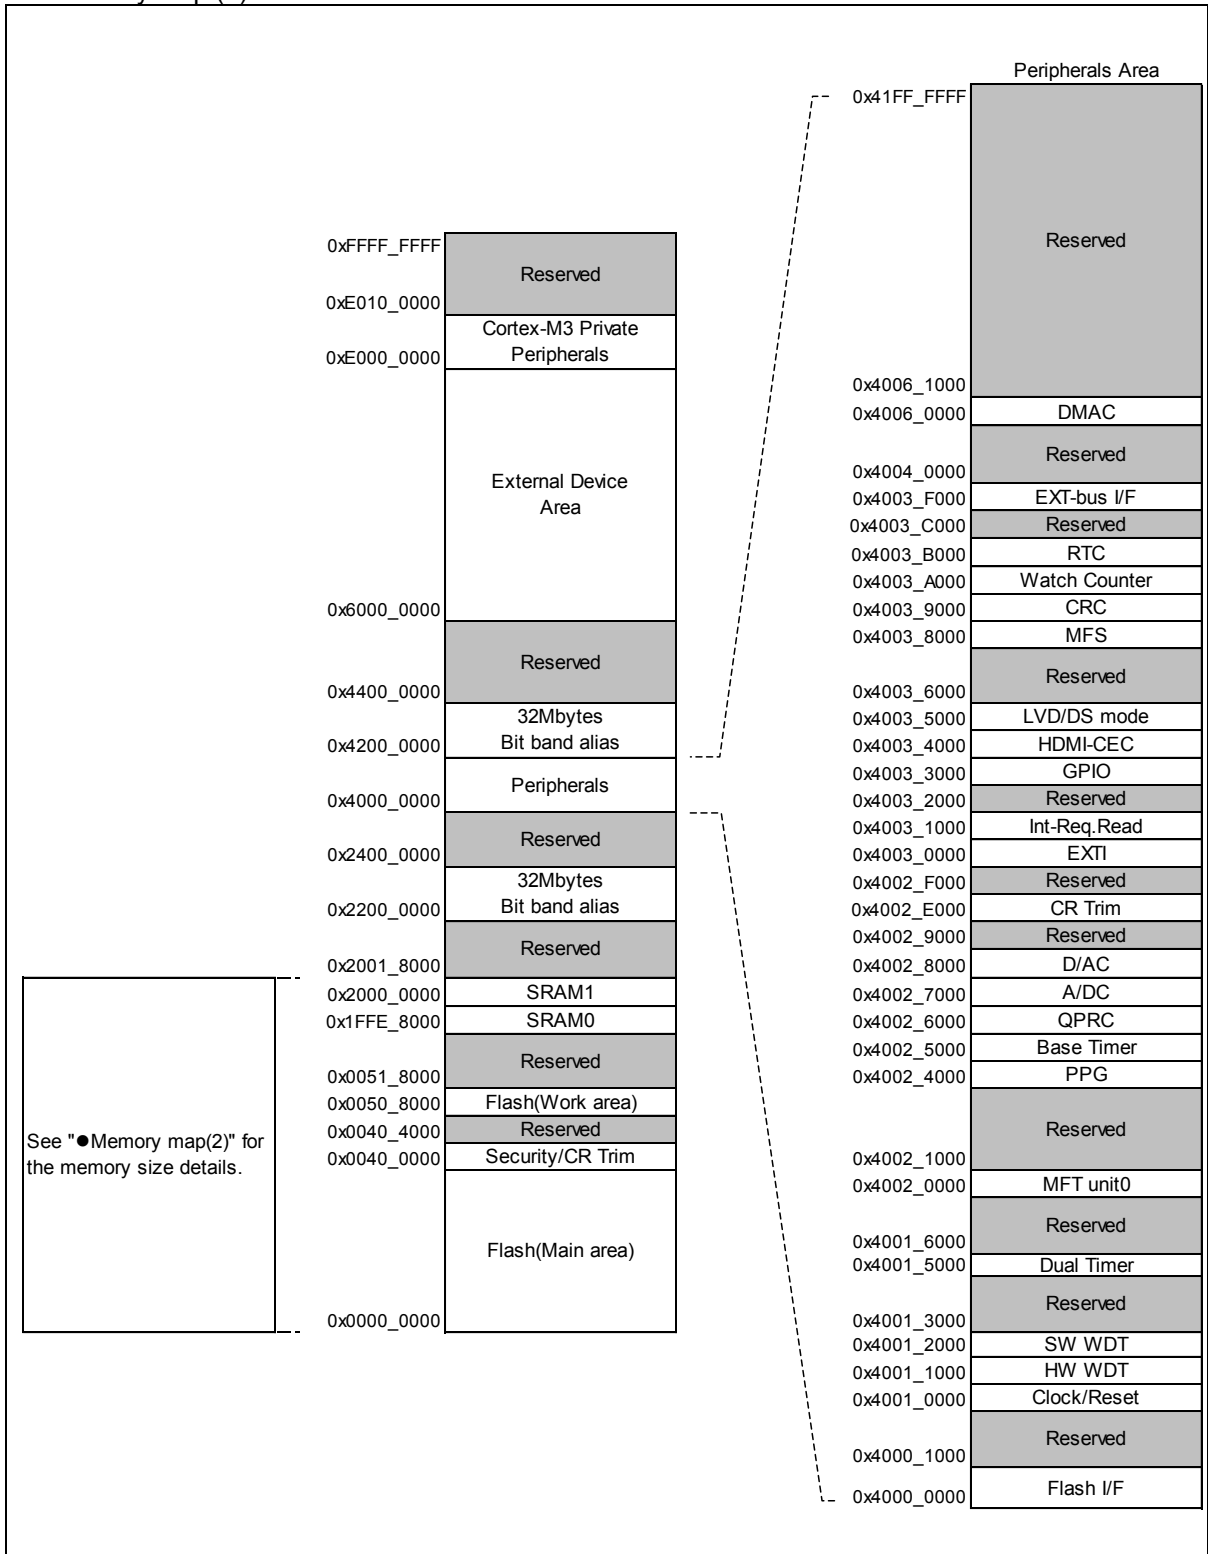 Peripherals Area
0x41FF_FFFF
Reserved
0x4006_1000
0x4006_0000 DMAC
Reserved
0x4004_0000
0x4003_F000 EXT-bus I/F
0x4003_C000 Reserved
0x4003_B000 RTC
0x4003_A000 Watch Counter
0x4003_9000 CRC
0x4003_8000 MFS
Reserved
0x4003_6000
0x4003_5000 LVD/DS mode
0x4003_4000 HDMI-CEC
0x4003_3000 GPIO
0x4003_2000 Reserved
0x4003_1000 Int-Req.Read
0x4003_0000 EXTI
0x4002_F000 Reserved
0x4002_E000 CR Trim
0x4002_9000 Reserved
0x4002_8000 D/AC
0x4002_7000 A/DC
0x4002_6000 QPRC
0x4002_5000 Base Timer
0x4002_4000 PPG
Reserved
0x4002_1000
0x4002_0000 MFT unit0
Reserved
0x4001_6000
0x4001_5000 Dual Timer
Reserved
0x4001_3000
0x4001_2000 SW WDT
0x4001_1000 HW WDT
0x4001_0000 Clock/Reset
Reserved
0x4000_1000
0x4000_0000 Flash I/F
0xFFFF_FFFF
Reserved
0xE010_0000
Cortex-M3 Private
0xE000_0000 Peripherals
External Device
Area
0x6000_0000
Reserved
0x4400_0000
32Mbytes
0x4200_0000 Bit band alias
Peripherals
0x4000_0000
Reserved
0x2400_0000
32Mbytes
0x2200_0000 Bit band alias
Reserved
0x2001_8000
0x2000_0000 SRAM1
0x1FFE_8000 SRAM0
Reserved
0x0051_8000
0x0050_8000 Flash(Work area)
0x0040_4000 Reserved
0x0040_0000 Security/CR Trim
Flash(Main area)
0x0000_0000
See "●Memory map(2)" for
the memory size details.